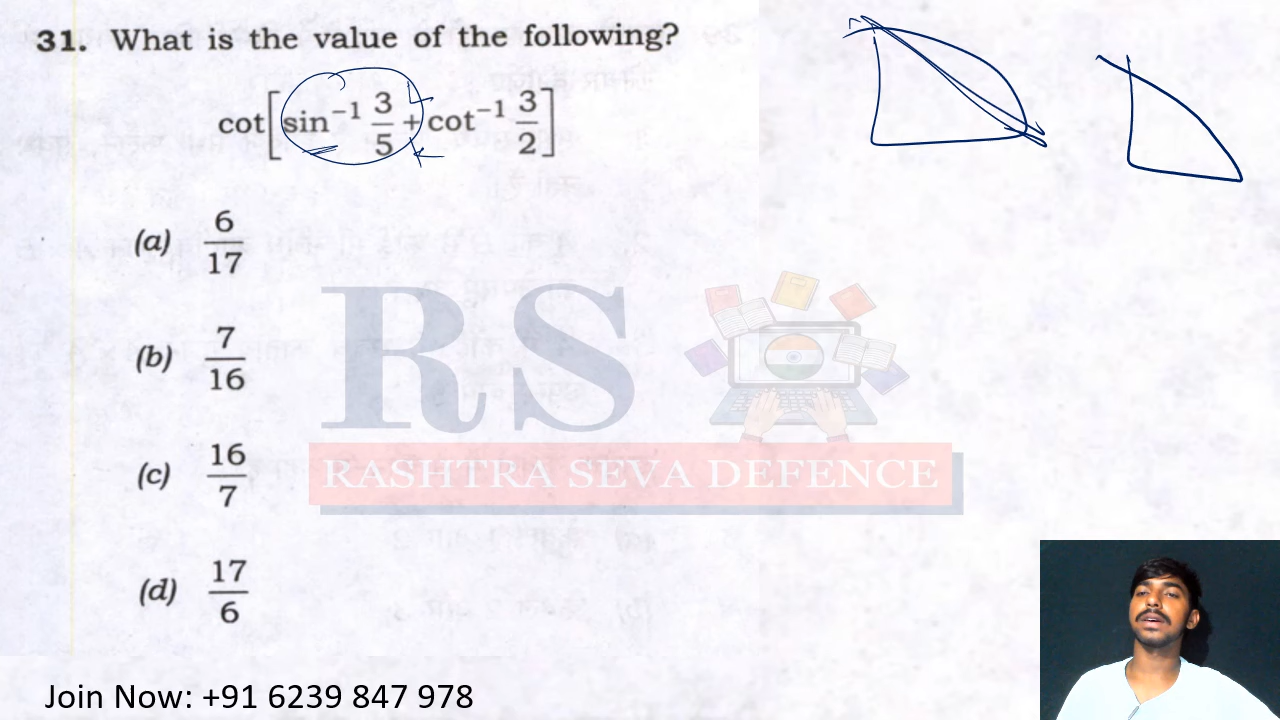 31. What is the value of the following?
cot[sin⁻¹ 3/5 + cot⁻¹ 3/2]
(a) 6/17
(b) 7/16
(c) 16/7
(d) 17/6
RS
RASHTRA SEVA DEFENCE
Join Now: +91 6239 847 978